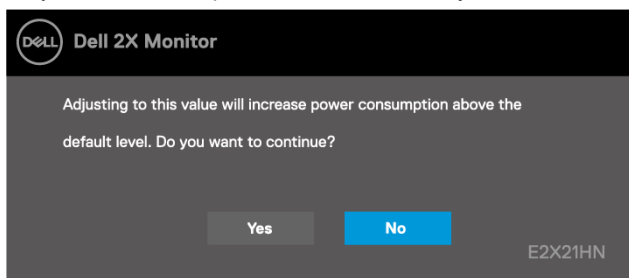 DELL Dell 2X Monitor
Adjusting to this value will increase power consumption above the
default level. Do you want to continue?
Yes No
E2X21HN